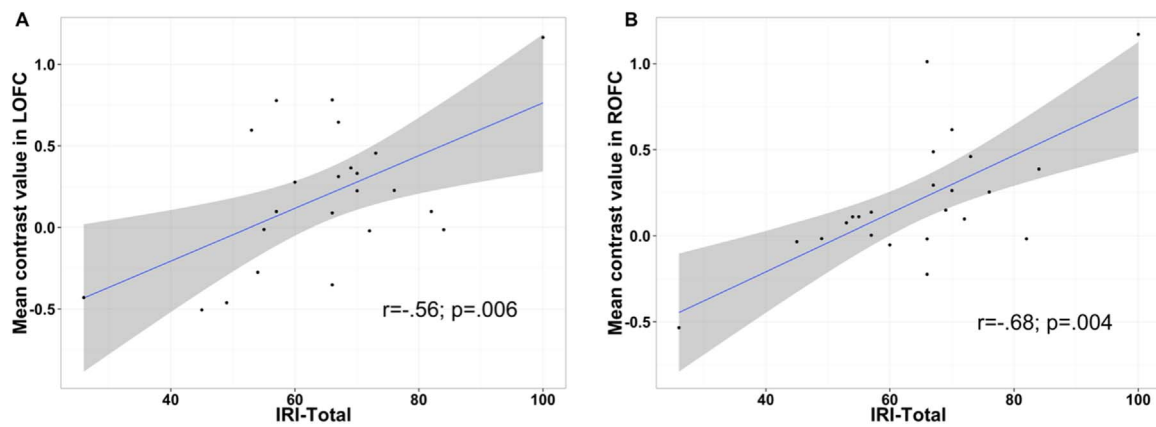 A
Mean contrast value in LOFC
1.0
0.5
0.0
-0.5
r=-.56; p=.006
40
60
80
100
IRI-Total
B
Mean contrast value in ROFC
1.0
0.5
0.0
-0.5
r=-.68; p=.004
40
60
80
100
IRI-Total